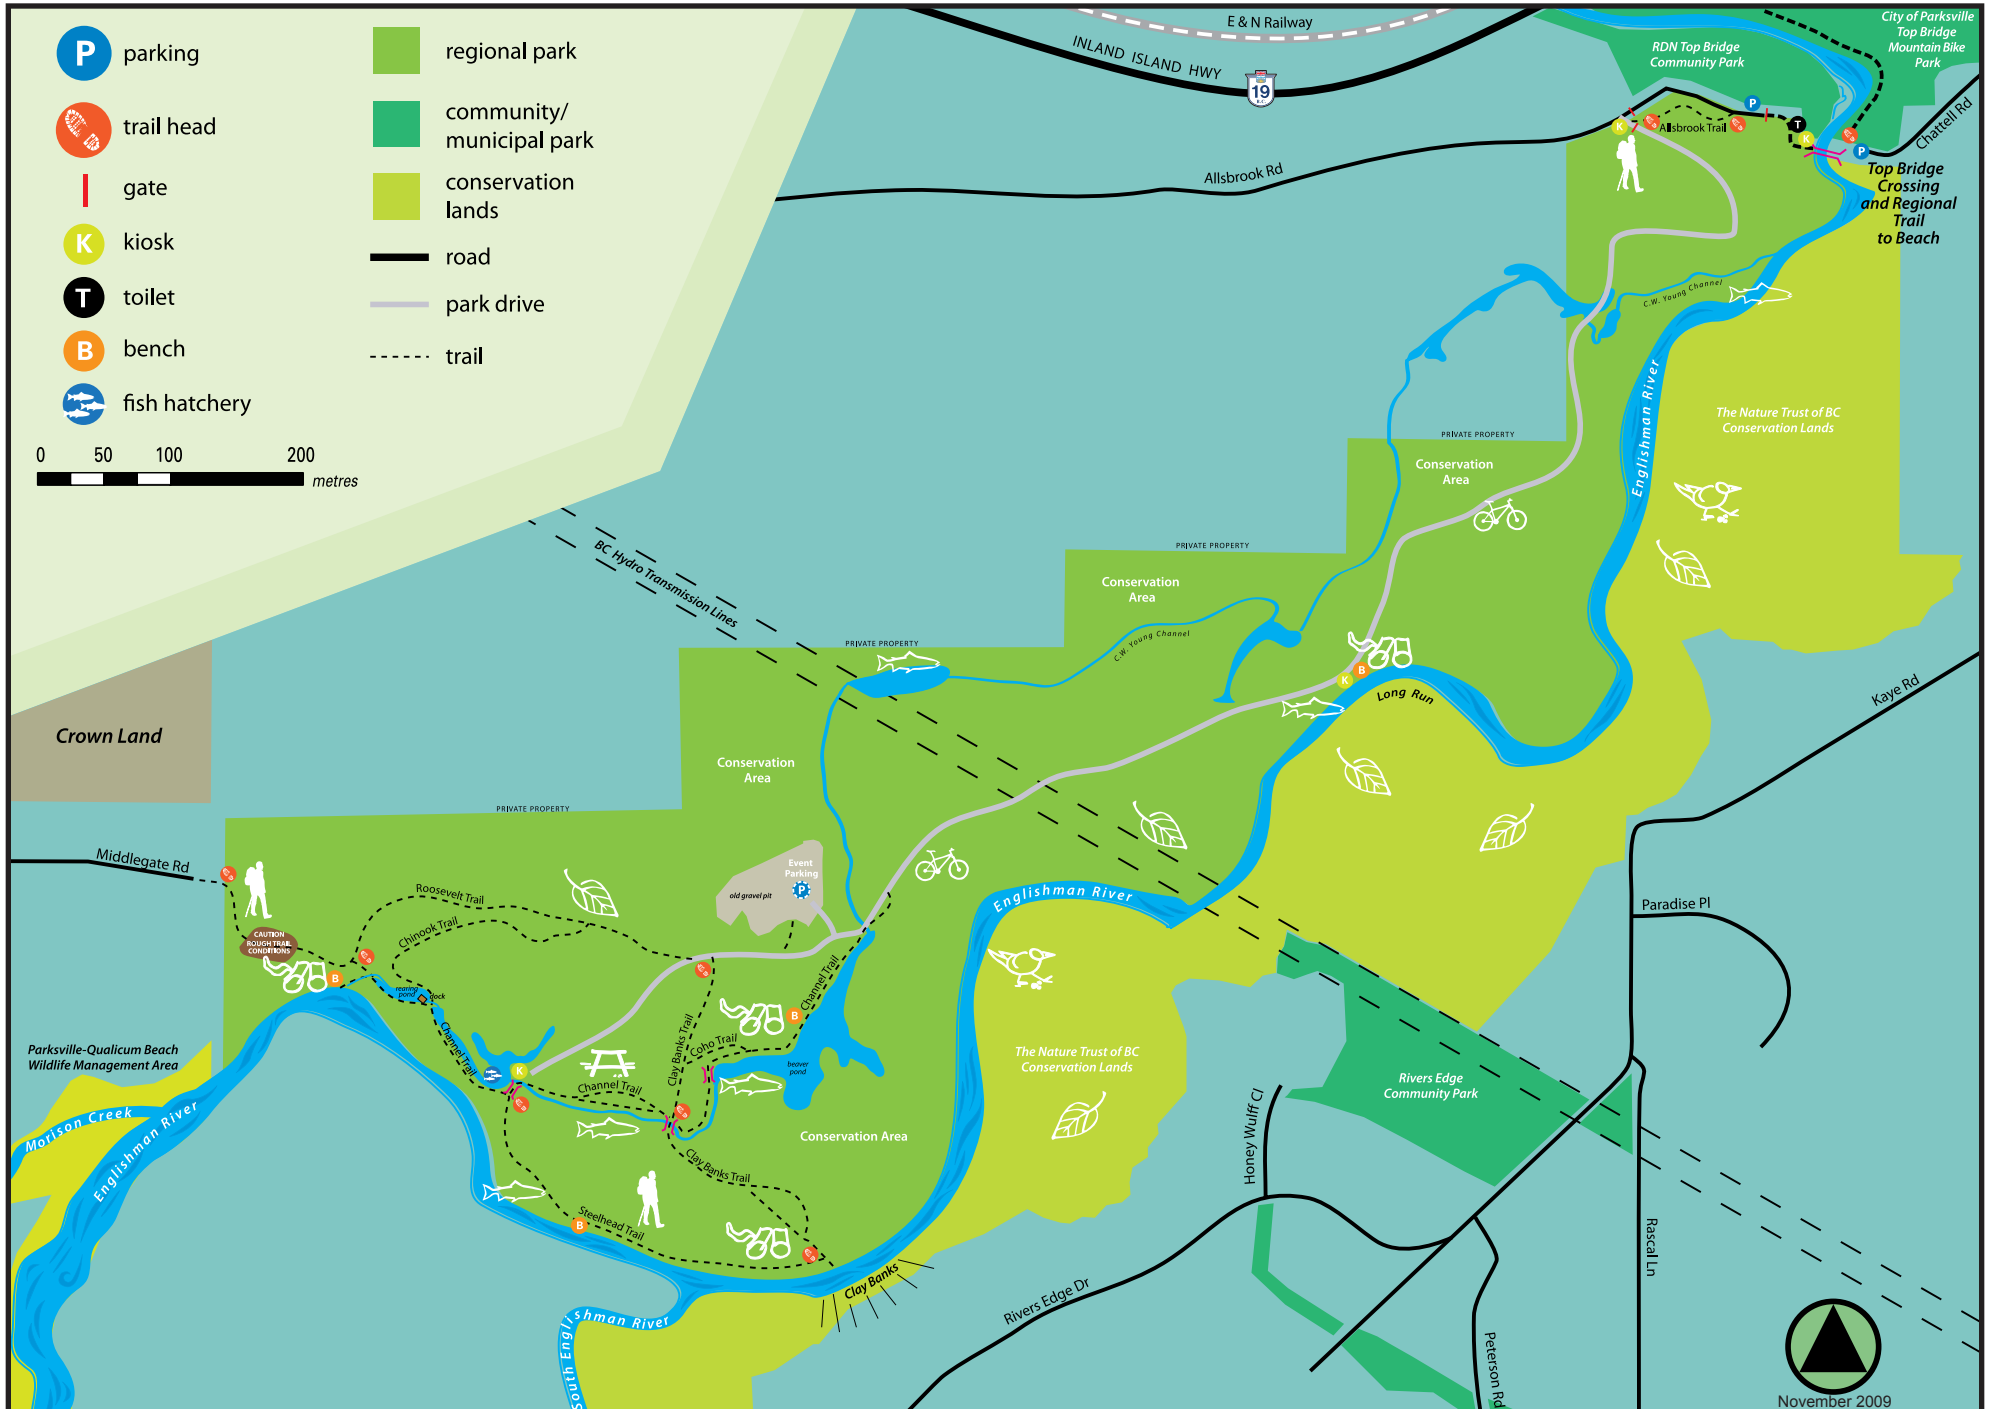 P parking
trail head
gate
K kiosk
T toilet
B bench
fish hatchery
regional park
community/
municipal park
conservation
lands
road
park drive
trail
0 50 100 200
metres
E & N Railway
INLAND ISLAND HWY
19
B.C.
RDN Top Bridge
Community Park
City of Parksville
Top Bridge
Mountain Bike
Park
Chattell Rd
P
T
K
K
Allsbrook Trail
P
Allsbrook Rd
Top Bridge
Crossing
and Regional
Trail
to Beach
C.W. Young Channel
Englishman River
The Nature Trust of BC
Conservation Lands
PRIVATE PROPERTY
Conservation
Area
PRIVATE PROPERTY
Conservation
Area
BC Hydro Transmission Lines
C.W. Young Channel
PRIVATE PROPERTY
B
K
Long Run
Kaye Rd
Crown Land
Conservation
Area
PRIVATE PROPERTY
Middlegate Rd
Event
Parking
P
old gravel pit
Roosevelt Trail
Chinook Trail
Englishman River
Paradise Pl
CAUTION
ROUGH TRAIL
CONDITIONS
B
rearing
pond
dock
Channel Trail
B
Channel Trail
Clay Banks Trail
Coho Trail
beaver
pond
K
Channel Trail
Parksville-Qualicum Beach
Wildlife Management Area
Morison Creek
Englishman River
The Nature Trust of BC
Conservation Lands
Rivers Edge
Community Park
Conservation Area
Clay Banks Trail
Honey Wulff Cl
B
Steelhead Trail
Clay Banks
Rivers Edge Dr
Rascal Ln
South Englishman River
Peterson Rd
November 2009